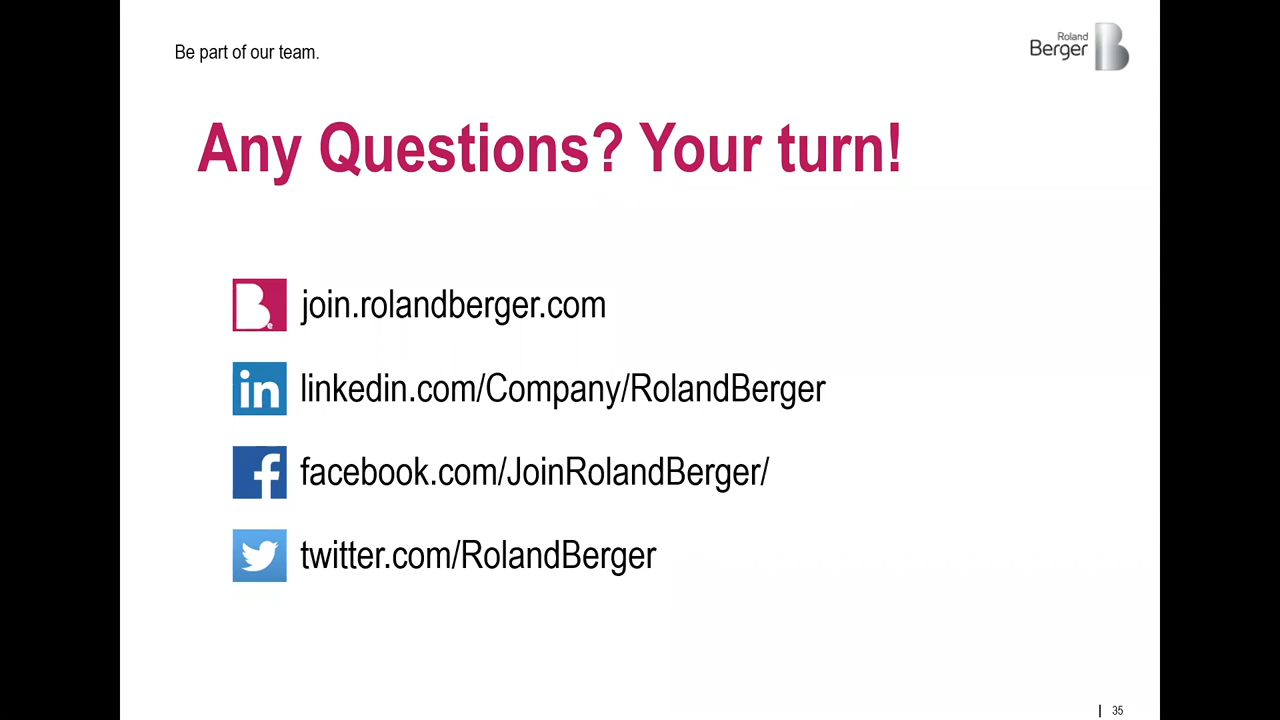 Be part of our team.
Roland
Berger
Any Questions? Your turn!
join.rolandberger.com
linkedin.com/Company/RolandBerger
facebook.com/JoinRolandBerger/
twitter.com/RolandBerger
35